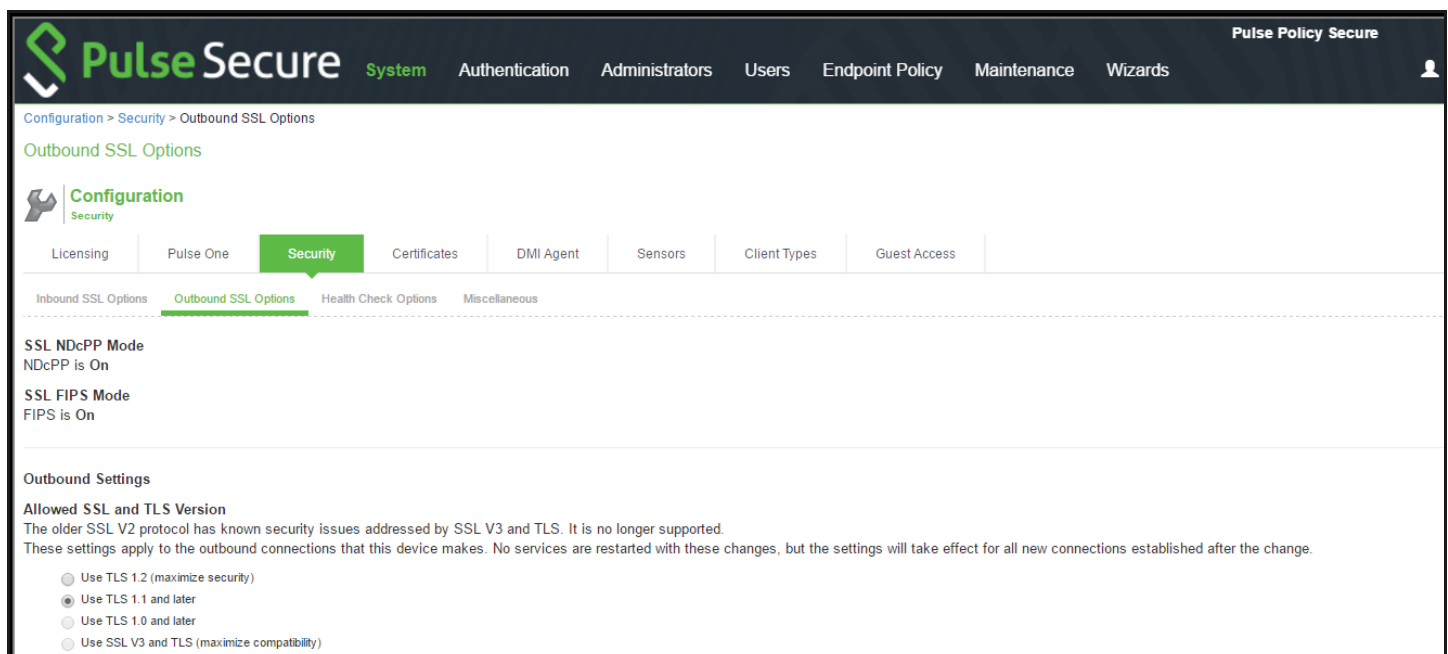 Pulse Policy Secure
Pulse Secure System Authentication Administrators Users Endpoint Policy Maintenance Wizards
Configuration > Security > Outbound SSL Options
Outbound SSL Options
Configuration
Security
Licensing Pulse One Security Certificates DMI Agent Sensors Client Types Guest Access
Inbound SSL Options Outbound SSL Options Health Check Options Miscellaneous
SSL NDcPP Mode
NDcPP is On
SSL FIPS Mode
FIPS is On
Outbound Settings
Allowed SSL and TLS Version
The older SSL V2 protocol has known security issues addressed by SSL V3 and TLS. It is no longer supported.
These settings apply to the outbound connections that this device makes. No services are restarted with these changes, but the settings will take effect for all new connections established after the change.
Use TLS 1.2 (maximize security)
Use TLS 1.1 and later
Use TLS 1.0 and later
Use SSL V3 and TLS (maximize compatibility)